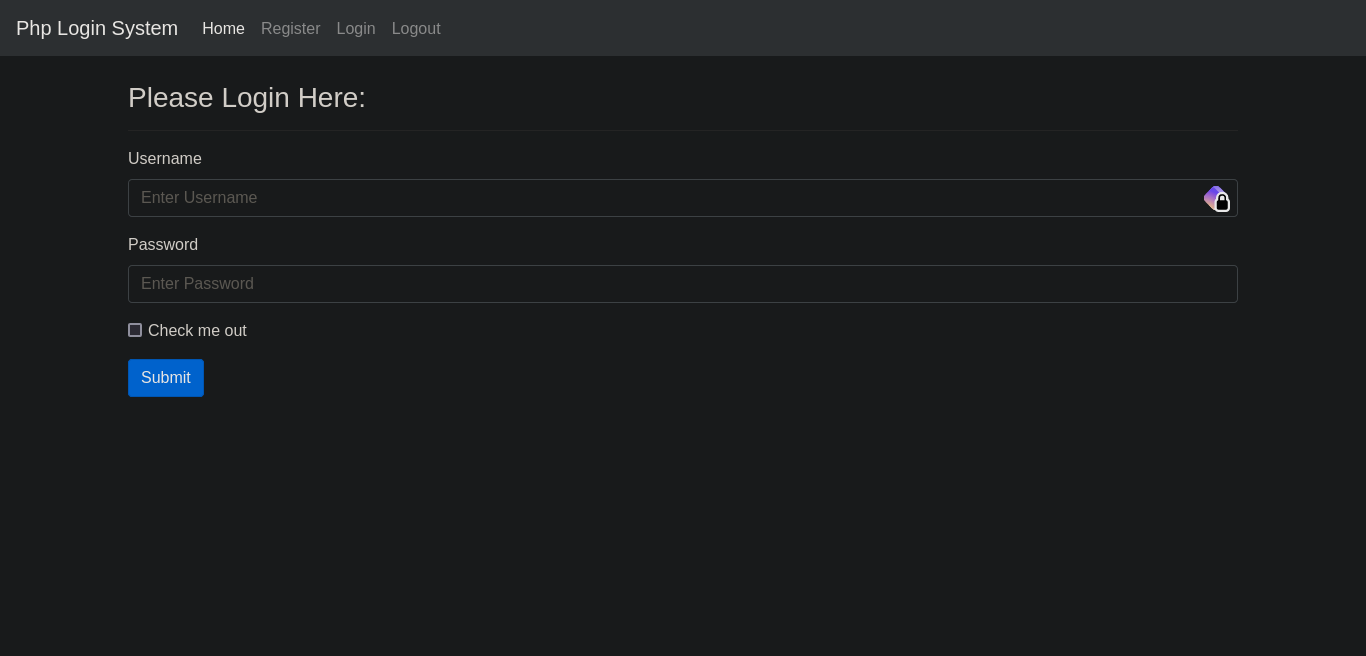 Php Login System Home Register Login Logout
Please Login Here:
Username
Enter Username
Password
Enter Password
Check me out
Submit